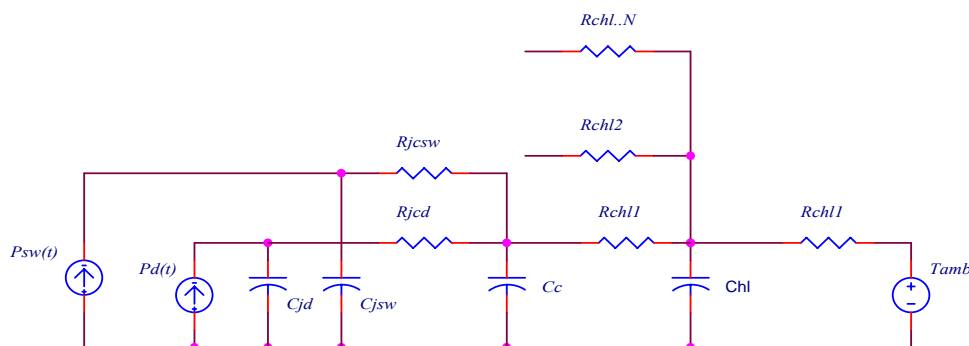 Rchl..N
Rchl2
Rjcsw
Rjcd
Rchl1
Rchl1
Psw(t)
Pd(t)
Cjd
Cjsw
Cc
Chl
Tamb